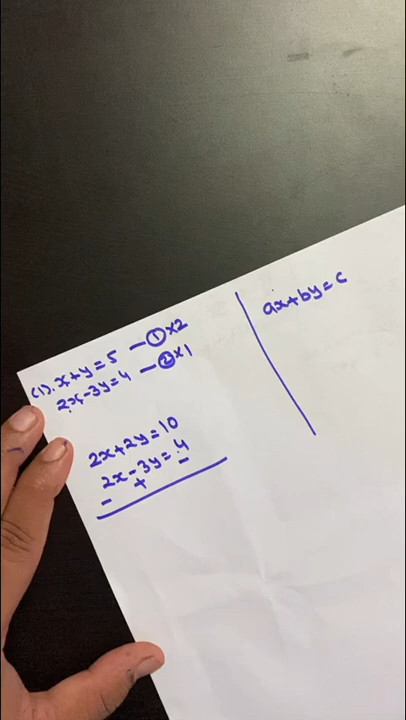 (1). x+y=5 — ① ×2
2x-3y=4 — ② ×1
2x+2y=10
2x-3y=4
- + -
ax+by=c